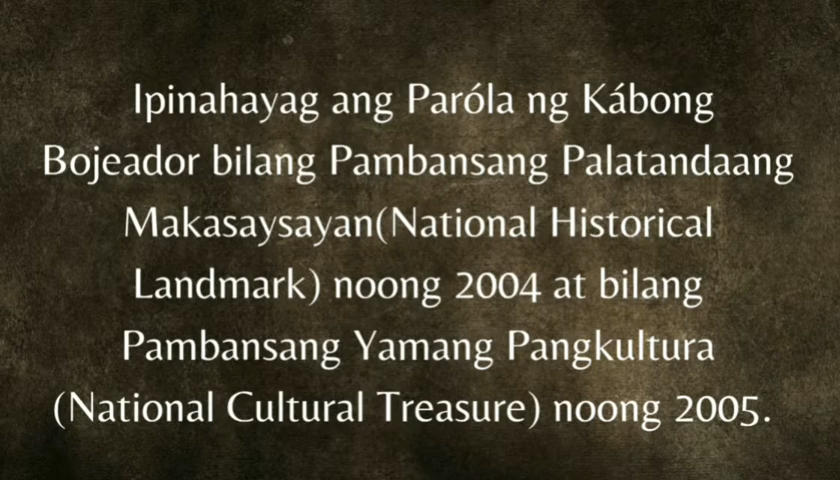 Ipinahayag ang Paróla ng Kábong
Bojeador bilang Pambansang Palatandaang
Makasaysayan(National Historical
Landmark) noong 2004 at bilang
Pambansang Yamang Pangkultura
(National Cultural Treasure) noong 2005.